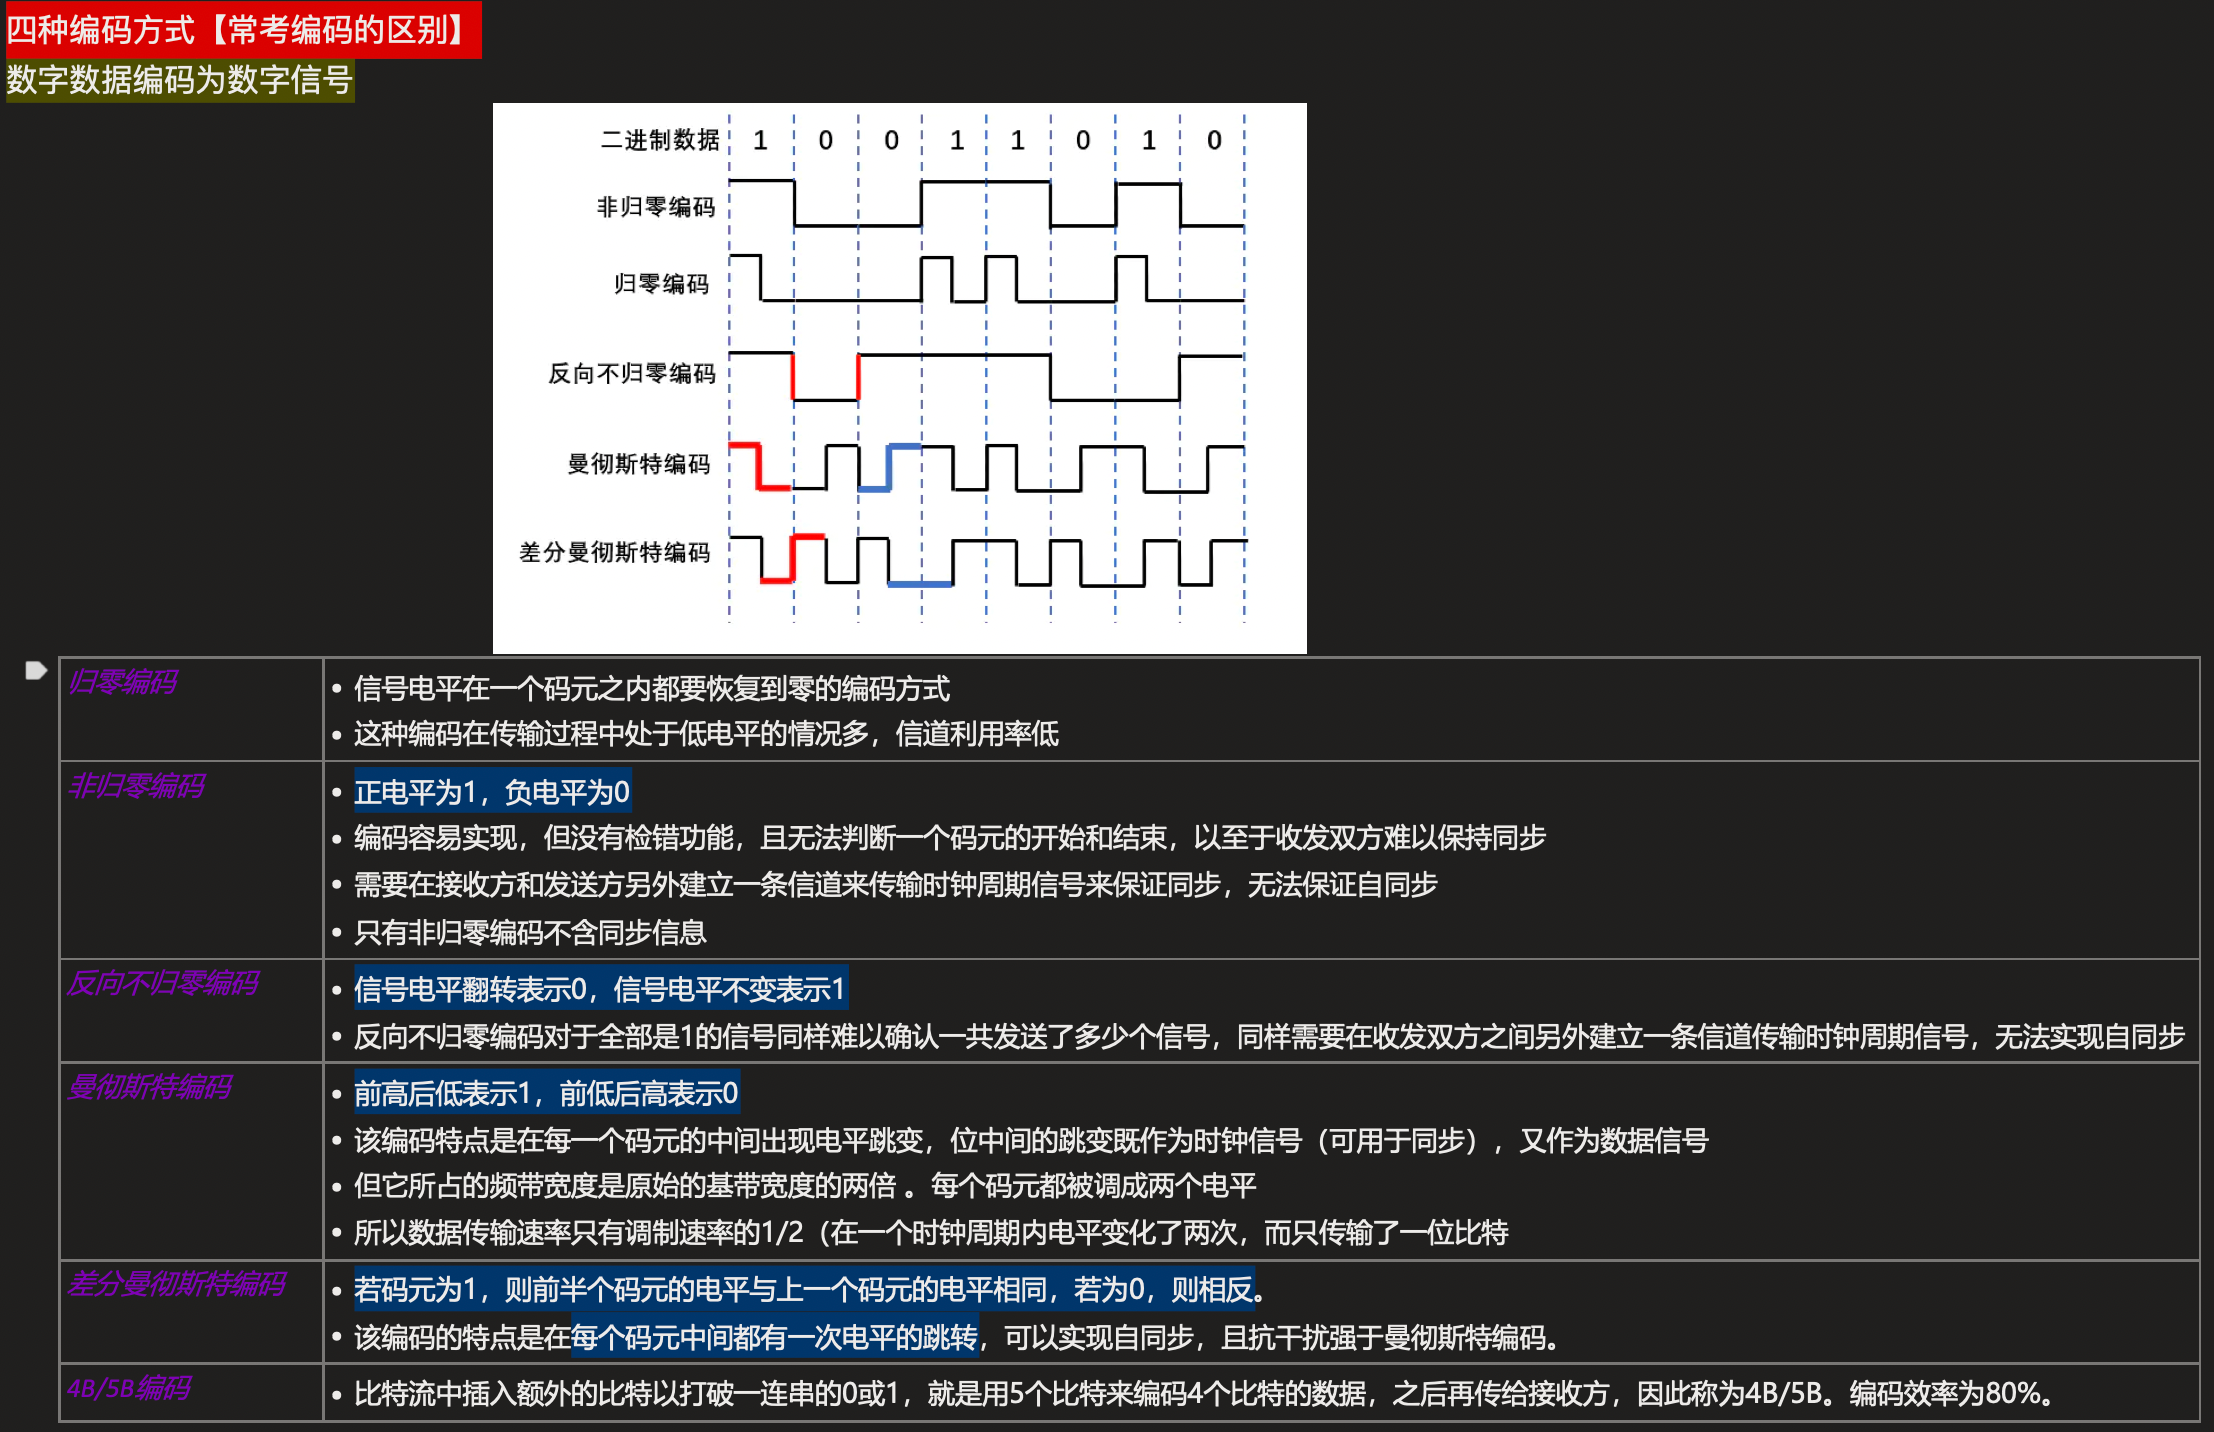 四种编码方式【常考编码的区别】
数字数据编码为数字信号
二进制数据 1 0 0 1 1 0 1 0
非归零编码
归零编码
反向不归零编码
曼彻斯特编码
差分曼彻斯特编码
归零编码
• 信号电平在一个码元之内都要恢复到零的编码方式
• 这种编码在传输过程中处于低电平的情况多，信道利用率低
非归零编码
• 正电平为1，负电平为0
• 编码容易实现，但没有检错功能，且无法判断一个码元的开始和结束，以至于收发双方难以保持同步
• 需要在接收方和发送方另外建立一条信道来传输时钟周期信号来保证同步，无法保证自同步
• 只有非归零编码不含同步信息
反向不归零编码
• 信号电平翻转表示0，信号电平不变表示1
• 反向不归零编码对于全部是1的信号同样难以确认一共发送了多少个信号，同样需要在收发双方之间另外建立一条信道传输时钟周期信号，无法实现自同步
曼彻斯特编码
• 前高后低表示1，前低后高表示0
• 该编码特点是在每一个码元的中间出现电平跳变，位中间的跳变既作为时钟信号（可用于同步），又作为数据信号
• 但它所占的频带宽度是原始的基带宽度的两倍 。每个码元都被调成两个电平
• 所以数据传输速率只有调制速率的1/2（在一个时钟周期内电平变化了两次，而只传输了一位比特
差分曼彻斯特编码
• 若码元为1，则前半个码元的电平与上一个码元的电平相同，若为0，则相反。
• 该编码的特点是在每个码元中间都有一次电平的跳转，可以实现自同步，且抗干扰强于曼彻斯特编码。
4B/5B编码
• 比特流中插入额外的比特以打破一连串的0或1，就是用5个比特来编码4个比特的数据，之后再传给接收方，因此称为4B/5B。编码效率为80%。